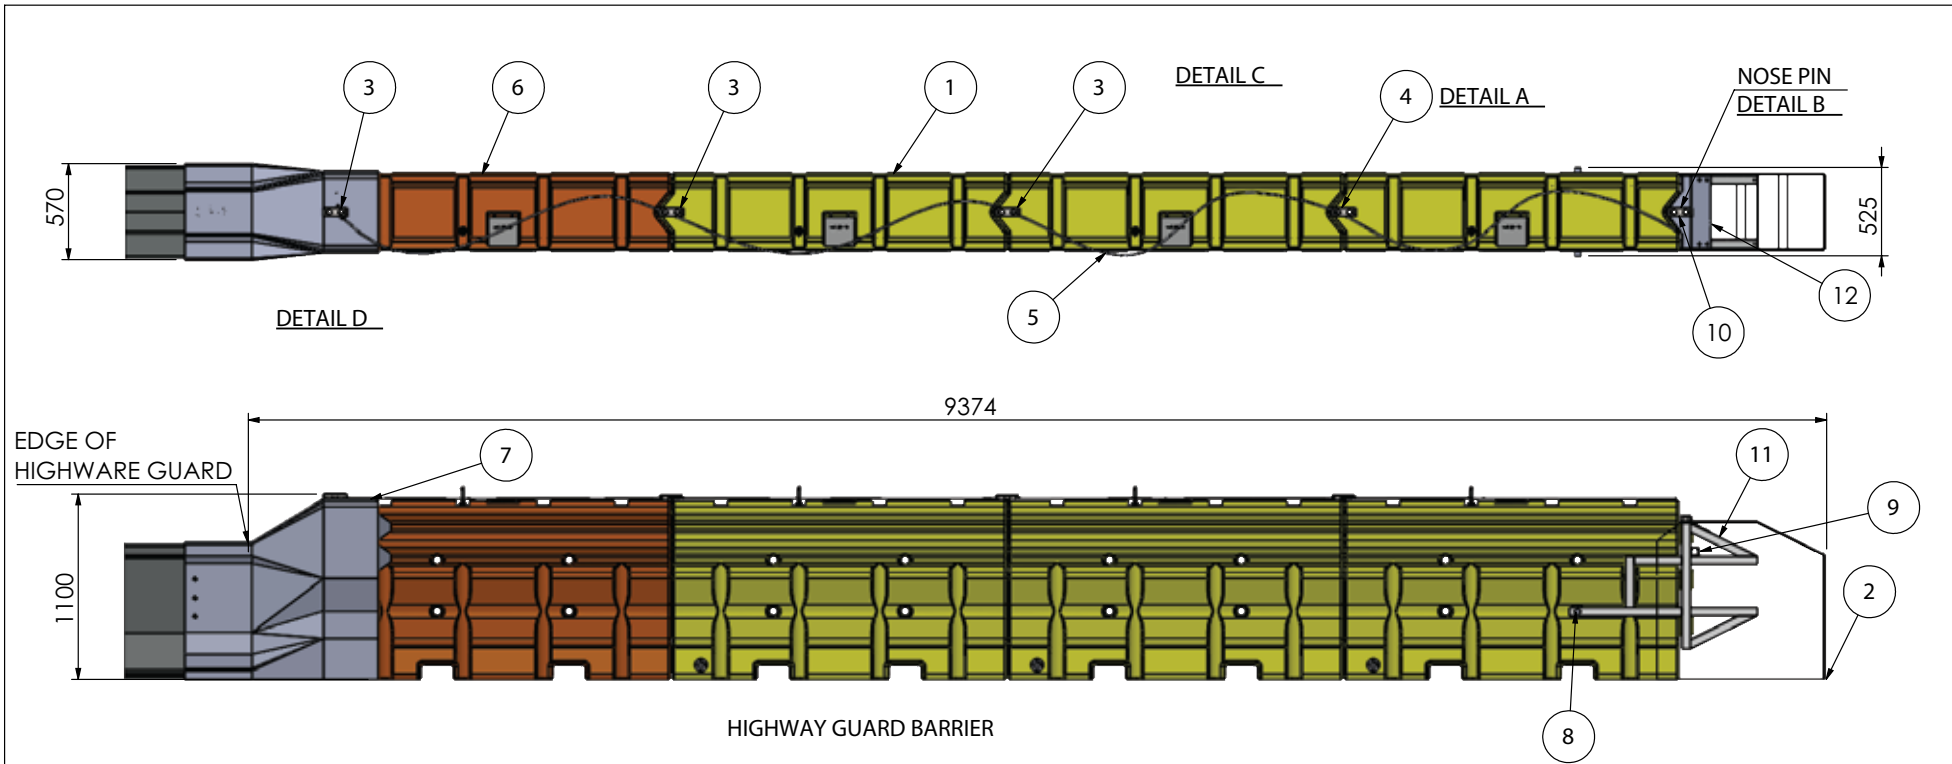 DETAIL C
NOSE PIN
DETAIL B
3
6
3
1
3
4
DETAIL A
570
525
12
10
5
DETAIL D
9374
EDGE OF
HIGHWARE GUARD
7
11
9
1100
2
8
HIGHWAY GUARD BARRIER